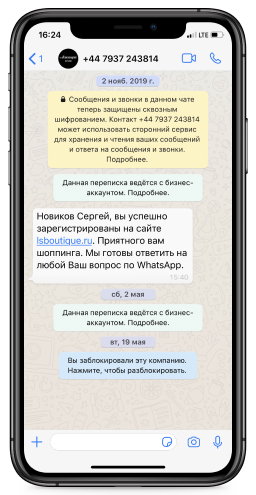 16:24
LTE
1
+44 7937 243814
2 нояб. 2019 г.
Сообщения и звонки в данном чате
теперь защищены сквозным
шифрованием. Контакт +44 7937 243814
может использовать сторонний сервис
для хранения и чтения ваших сообщений
и ответа на сообщения и звонки.
Подробнее.
Данная переписка ведётся с бизнес-
аккаунтом. Подробнее.
Новиков Сергей, вы успешно
зарегистрированы на сайте
lsboutique.ru. Приятного вам
шоппинга. Мы готовы ответить на
любой Ваш вопрос по WhatsApp.
15:40
сб, 2 мая
Данная переписка ведётся с бизнес-
аккаунтом. Подробнее.
вт, 19 мая
Вы заблокировали эту компанию.
Нажмите, чтобы разблокировать.